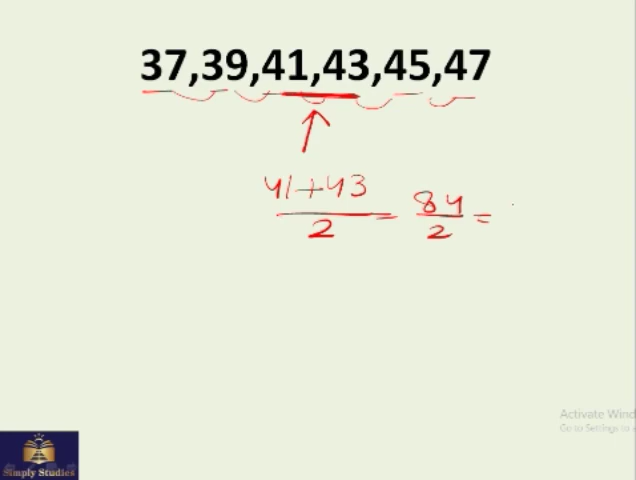 37,39,41,43,45,47
41+43
2
=
84
2
=
Activate Wind
Go to Settings to a
Simply Studies